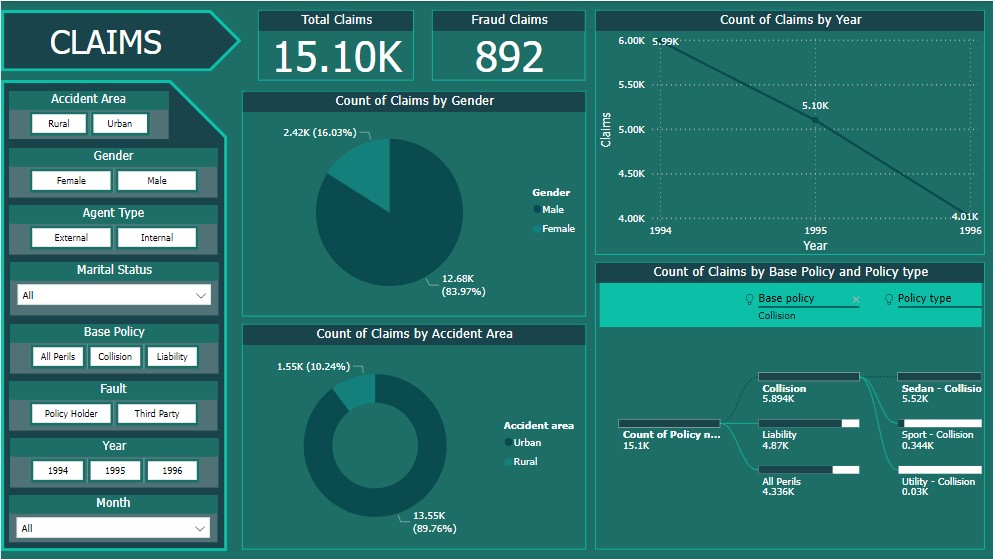 CLAIMS
Accident Area
Rural Urban
Gender
Female Male
Agent Type
External Internal
Marital Status
All
Base Policy
All Perils Collision Liability
Fault
Policy Holder Third Party
Year
1994 1995 1996
Month
All
Total Claims
15.10K
Fraud Claims
892
Count of Claims by Gender
2.42K (16.03%)
12.68K
(83.97%)
Gender
Male
Female
Count of Claims by Accident Area
1.55K (10.24%)
13.55K
(89.76%)
Accident area
Urban
Rural
Count of Claims by Year
Claims
6.00K
5.50K
5.00K
4.50K
4.00K
5.99K
5.10K
4.01K
1994 1995 1996
Year
Count of Claims by Base Policy and Policy type
Base policy
Collision
Policy type
Count of Policy n...
15.1K
Collision
5.894K
Liability
4.87K
All Perils
4.336K
Sedan - Collisio
5.52K
Sport - Collision
0.344K
Utility - Collision
0.03K